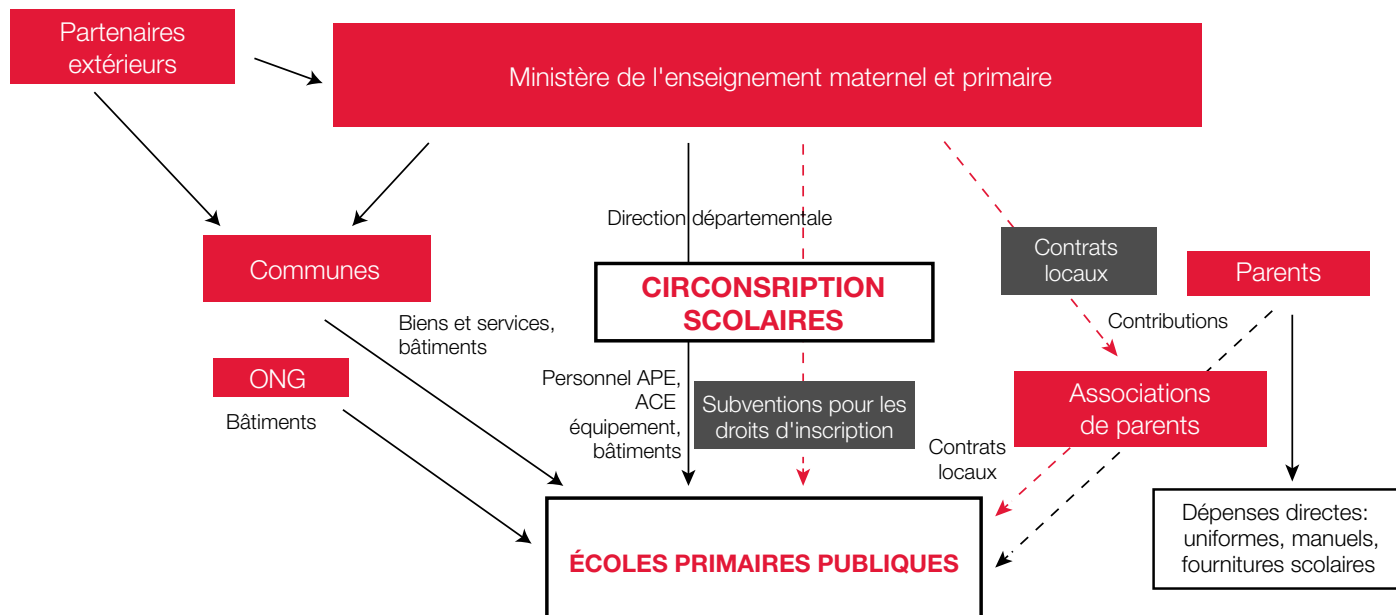 Partenaires
extérieurs
Ministère de l'enseignement maternel et primaire
Direction départementale
Communes
CIRCONSRIPTION
SCOLAIRES
Contrats
locaux
Parents
Biens et services,
bâtiments
Contributions
ONG
Bâtiments
Personnel APE,
ACE
équipement,
bâtiments
Subventions pour les
droits d'inscription
Associations
de parents
Contrats
locaux
ÉCOLES PRIMAIRES PUBLIQUES
Dépenses directes:
uniformes, manuels,
fournitures scolaires